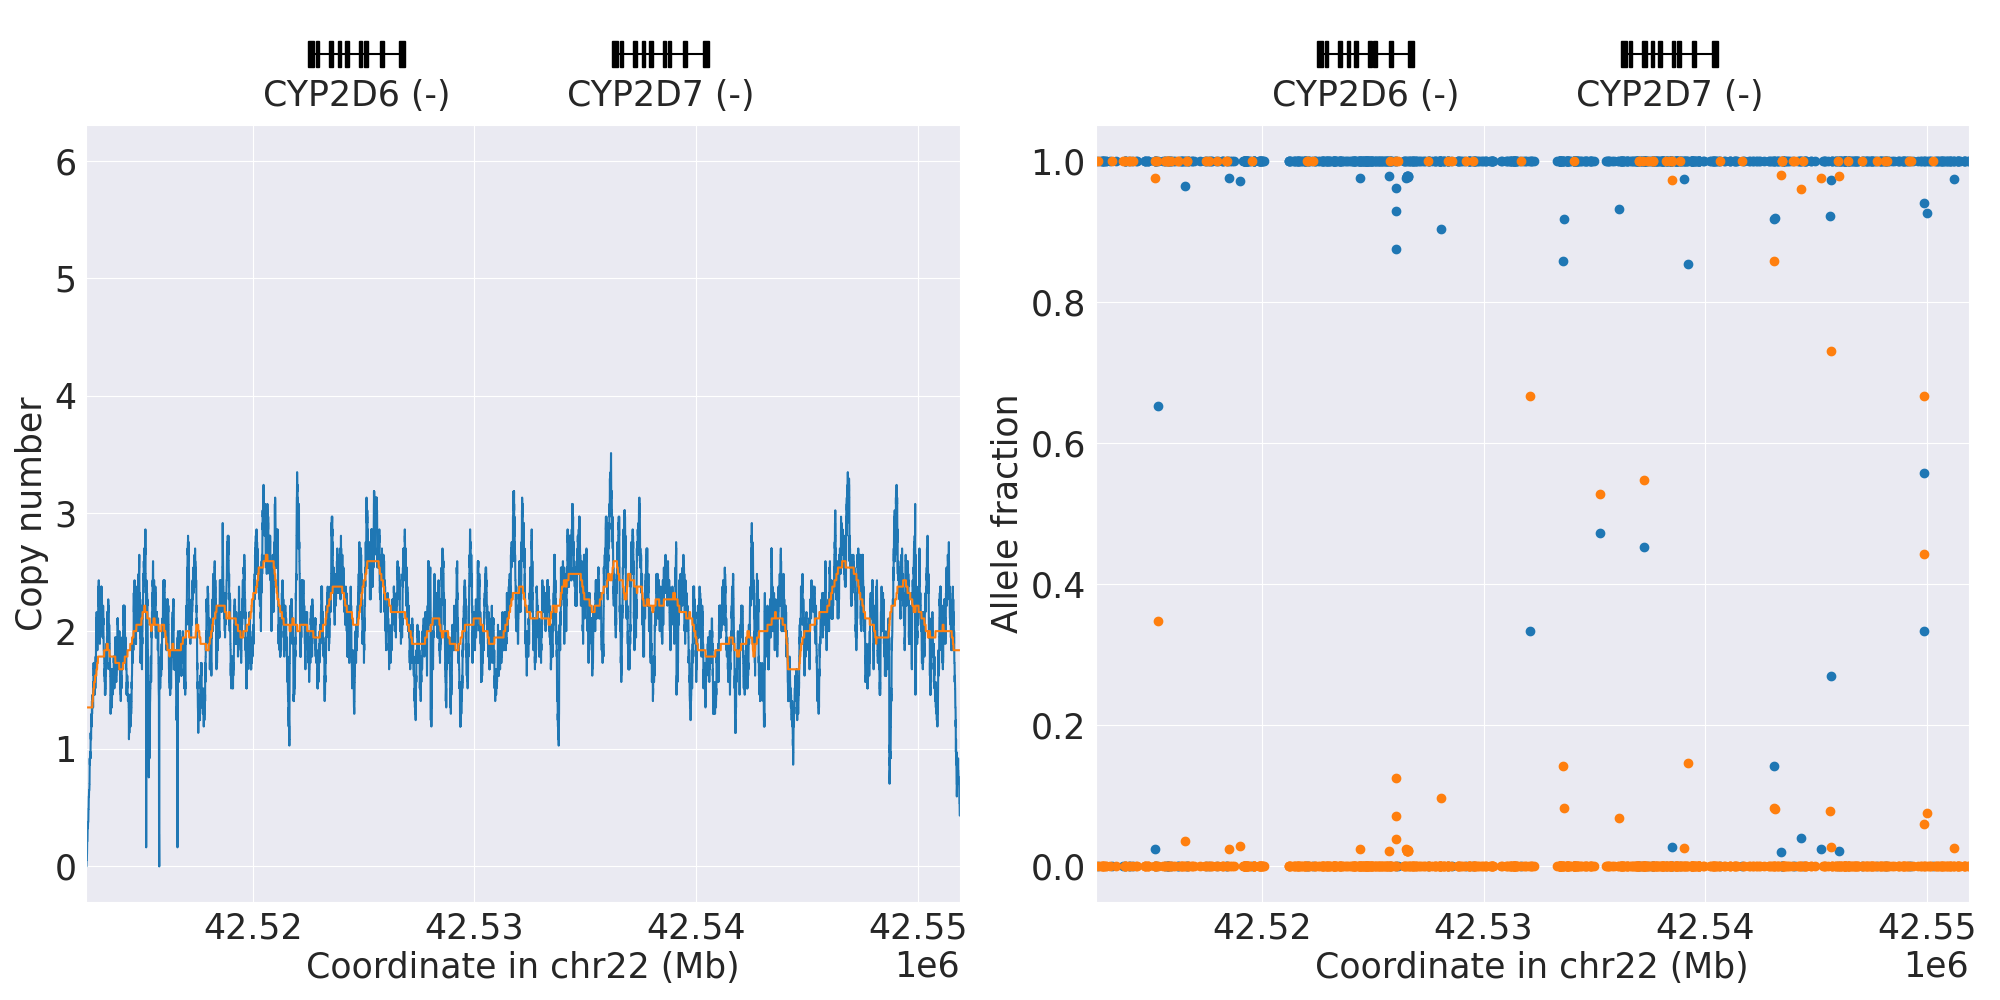 CYP2D6 (-)
CYP2D7 (-)
6
5
4
3
2
1
0
Copy number
42.52
42.53
42.54
42.55
Coordinate in chr22 (Mb)
1e6
CYP2D6 (-)
CYP2D7 (-)
1.0
0.8
0.6
0.4
0.2
0.0
Allele fraction
42.52
42.53
42.54
42.55
Coordinate in chr22 (Mb)
1e6